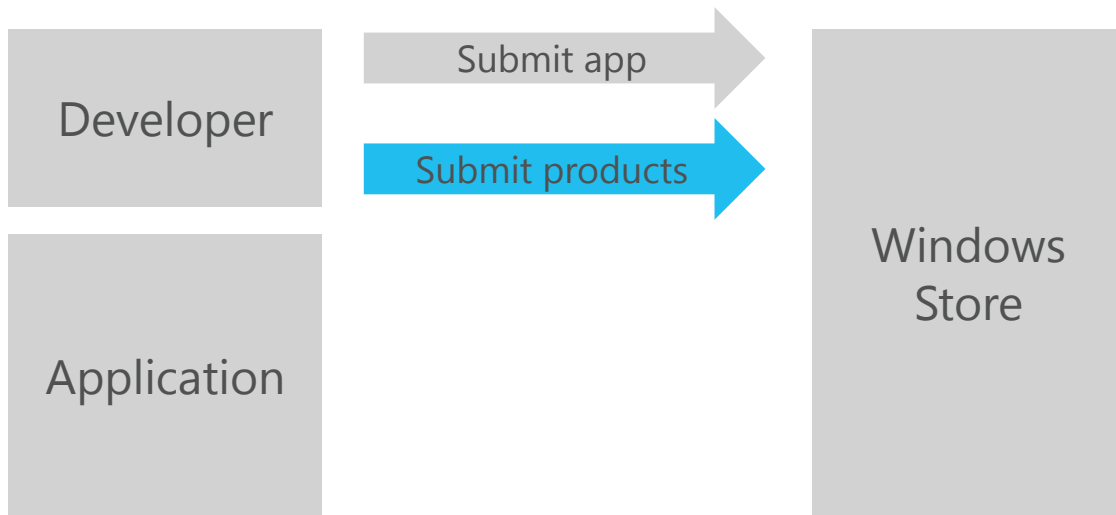 Submit app
Developer
Submit products
Windows
Store
Application